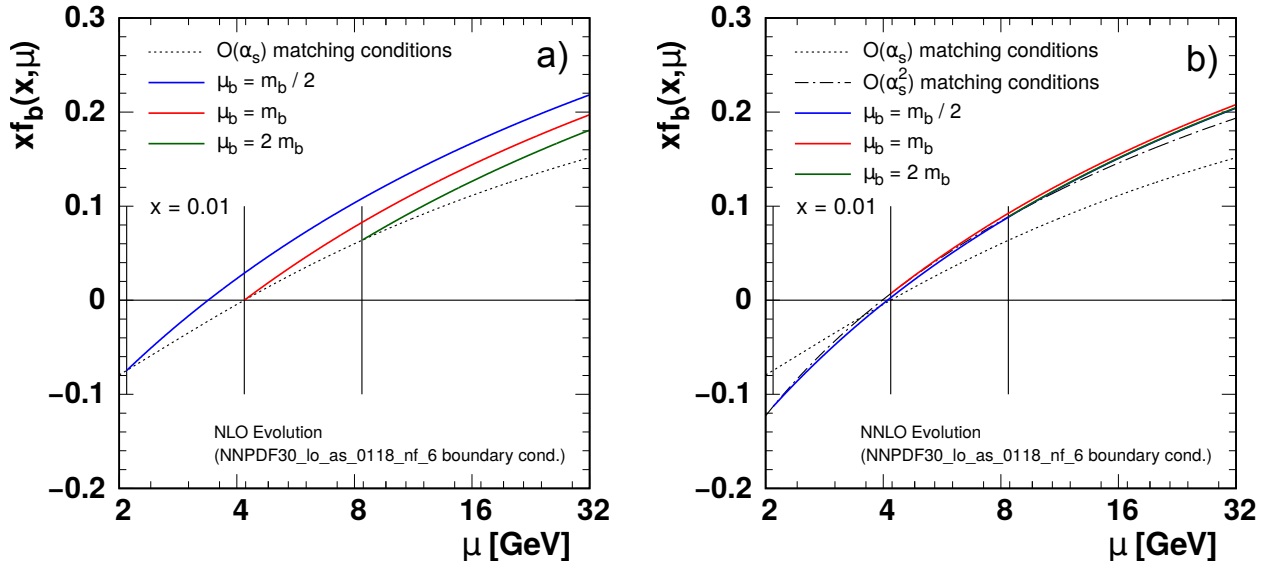 xf_b(x,μ)
0.3
0.2
0.1
0
−0.1
−0.2
a)
O(α_s) matching conditions
μ_b = m_b / 2
μ_b = m_b
μ_b = 2 m_b
x = 0.01
NLO Evolution
(NNPDF30_lo_as_0118_nf_6 boundary cond.)
2 4 8 16 32
μ [GeV]
xf_b(x,μ)
0.3
0.2
0.1
0
−0.1
−0.2
b)
O(α_s) matching conditions
O(α_s^2) matching conditions
μ_b = m_b / 2
μ_b = m_b
μ_b = 2 m_b
x = 0.01
NNLO Evolution
(NNPDF30_lo_as_0118_nf_6 boundary cond.)
2 4 8 16 32
μ [GeV]